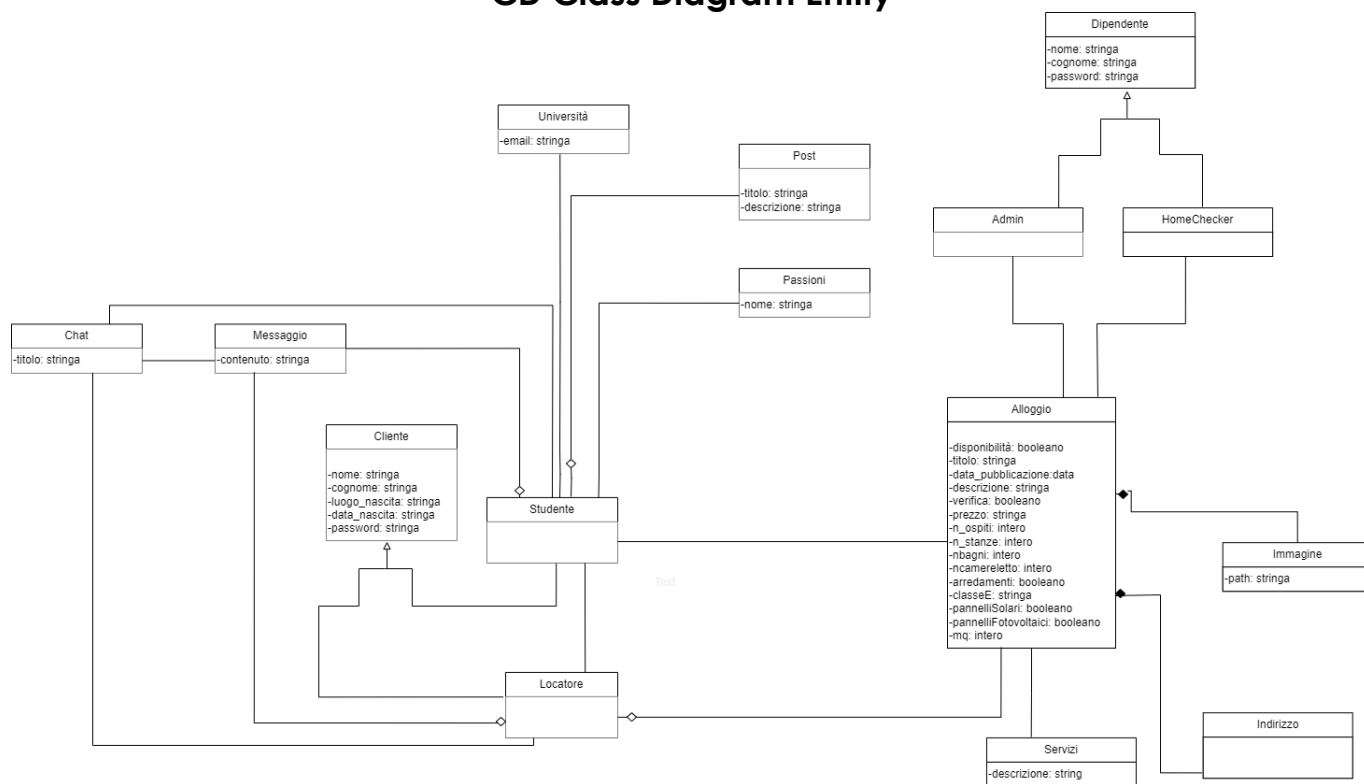 CD Class Diagram Entity
Dipendente
-nome: stringa
-cognome: stringa
-password: stringa
Università
-email: stringa
Post
-titolo: stringa
-descrizione: stringa
Admin
HomeChecker
Passioni
-nome: stringa
Chat
-titolo: stringa
Messaggio
-contenuto: stringa
Cliente
-nome: stringa
-cognome: stringa
-luogo_nascita: stringa
-data_nascita: stringa
-password: stringa
Studente
Alloggio
-disponibilità: booleano
-titolo: stringa
-data_pubblicazione:data
-descrizione: stringa
-verifica: booleano
-prezzo: stringa
-n_ospiti: intero
-n_stanze: intero
-nbagni: intero
-ncamereletto: intero
-arredamenti: booleano
-classeE: stringa
-pannelliSolari: booleano
-pannelliFotovoltaici: booleano
-mq: intero
Immagine
-path: stringa
Text
Locatore
Indirizzo
Servizi
-descrizione: string